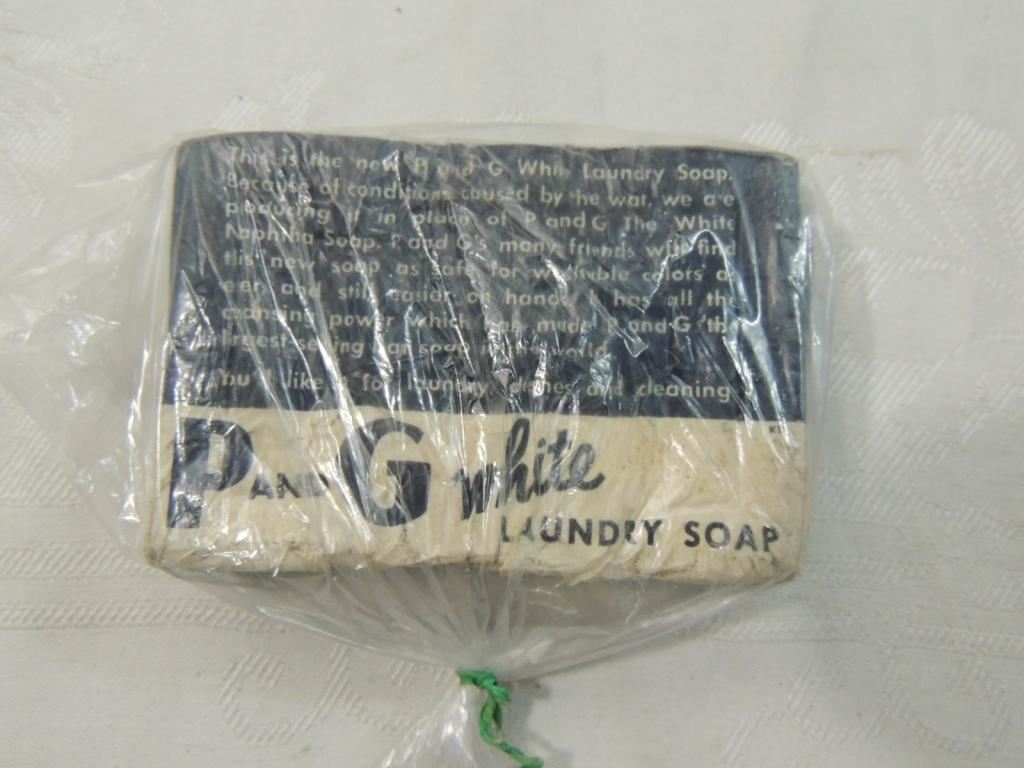 This is the new P and G White Laundry Soap.
Because of conditions caused by the war, we are
producing it in place of P and G The White
Naphtha Soap. P and G's many friends will find
this new soap as safe for washable colors as
ever, and still easier on hands. It has all the
cleansing power which has made P and G the
largest-selling bar soap in the world.
You'll like it for laundry, dishes and cleaning.
P AND G white
LAUNDRY SOAP